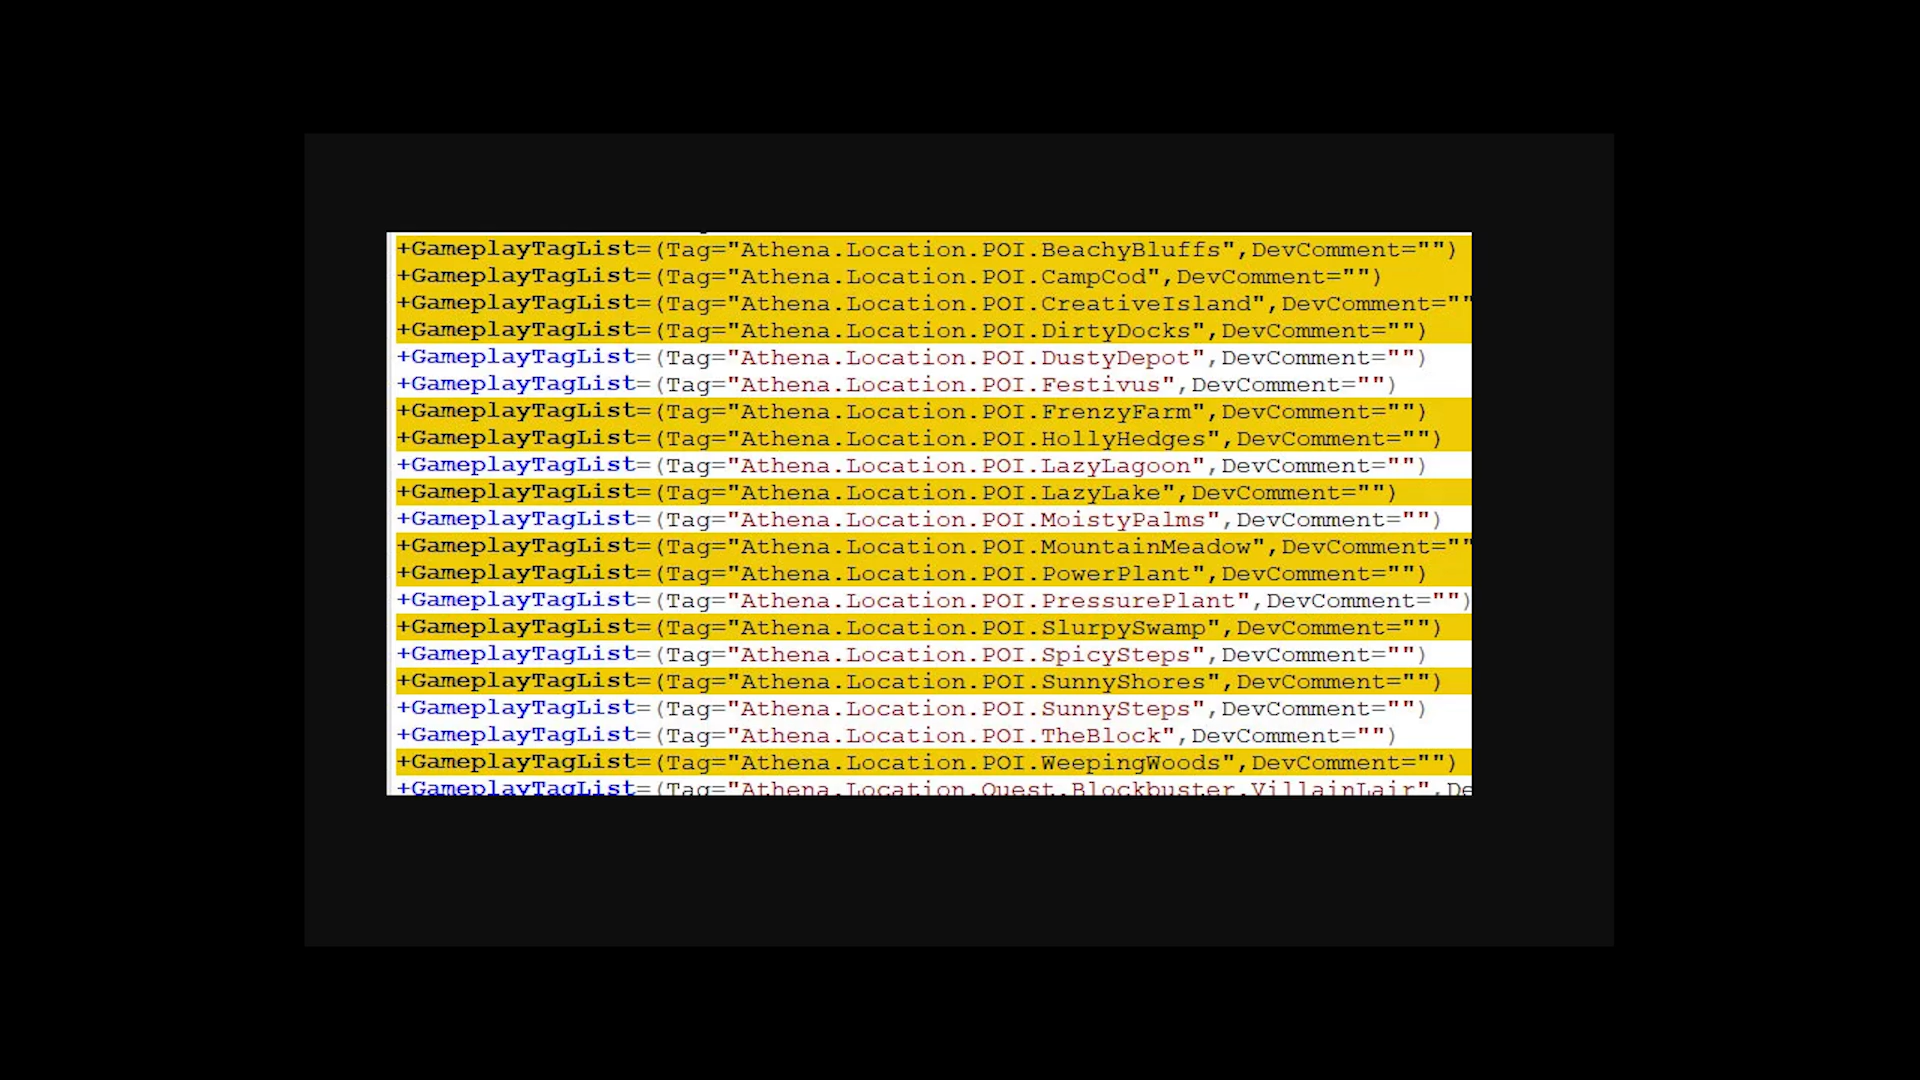 +GameplayTagList=(Tag="Athena.Location.POI.BeachyBluffs",DevComment="")
+GameplayTagList=(Tag="Athena.Location.POI.CampCod",DevComment="")
+GameplayTagList=(Tag="Athena.Location.POI.CreativeIsland",DevComment=""
+GameplayTagList=(Tag="Athena.Location.POI.DirtyDocks",DevComment="")
+GameplayTagList=(Tag="Athena.Location.POI.DustyDepot",DevComment="")
+GameplayTagList=(Tag="Athena.Location.POI.Festivus",DevComment="")
+GameplayTagList=(Tag="Athena.Location.POI.FrenzyFarm",DevComment="")
+GameplayTagList=(Tag="Athena.Location.POI.HollyHedges",DevComment="")
+GameplayTagList=(Tag="Athena.Location.POI.LazyLagoon",DevComment="")
+GameplayTagList=(Tag="Athena.Location.POI.LazyLake",DevComment="")
+GameplayTagList=(Tag="Athena.Location.POI.MoistyPalms",DevComment="")
+GameplayTagList=(Tag="Athena.Location.POI.MountainMeadow",DevComment=""
+GameplayTagList=(Tag="Athena.Location.POI.PowerPlant",DevComment="")
+GameplayTagList=(Tag="Athena.Location.POI.PressurePlant",DevComment="")
+GameplayTagList=(Tag="Athena.Location.POI.SlurpySwamp",DevComment="")
+GameplayTagList=(Tag="Athena.Location.POI.SpicySteps",DevComment="")
+GameplayTagList=(Tag="Athena.Location.POI.SunnyShores",DevComment="")
+GameplayTagList=(Tag="Athena.Location.POI.SunnySteps",DevComment="")
+GameplayTagList=(Tag="Athena.Location.POI.TheBlock",DevComment="")
+GameplayTagList=(Tag="Athena.Location.POI.WeepingWoods",DevComment="")
+GameplayTagList=(Tag="Athena.Location.Quest.Blockbuster.VillainLair",De